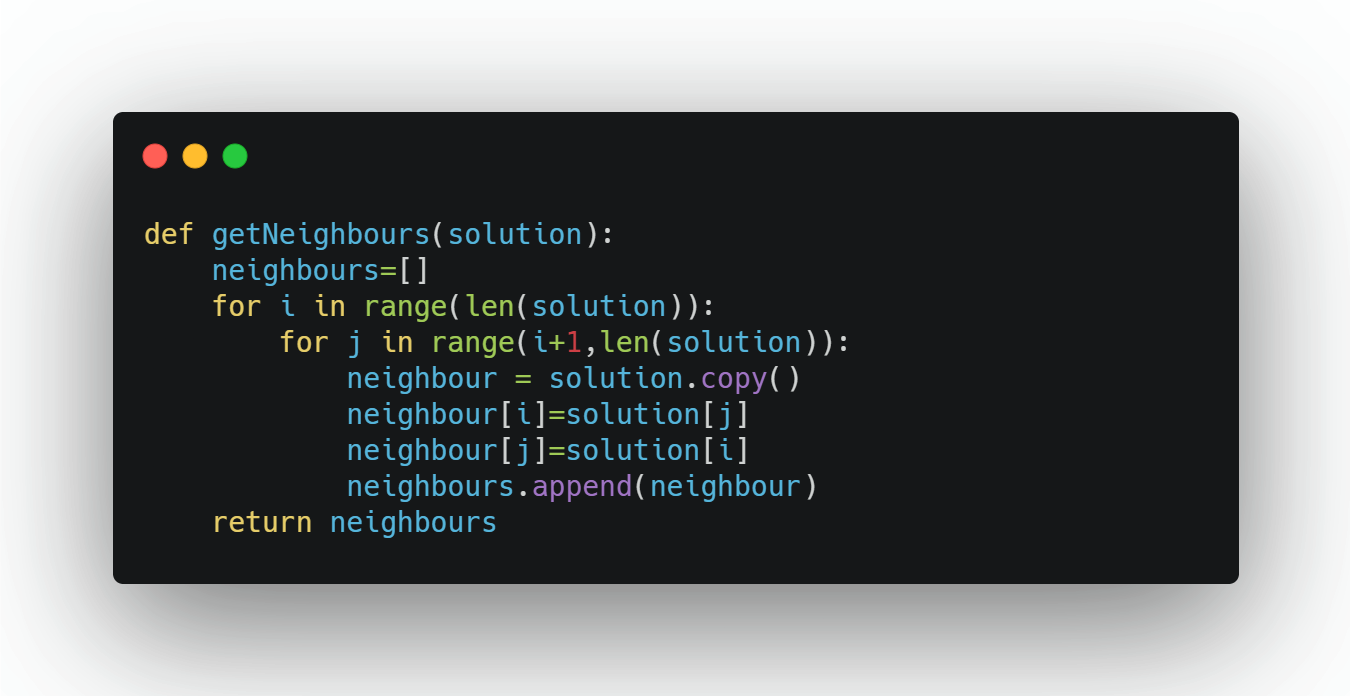 def getNeighbours(solution):
    neighbours=[]
    for i in range(len(solution)):
        for j in range(i+1,len(solution)):
            neighbour = solution.copy()
            neighbour[i]=solution[j]
            neighbour[j]=solution[i]
            neighbours.append(neighbour)
    return neighbours